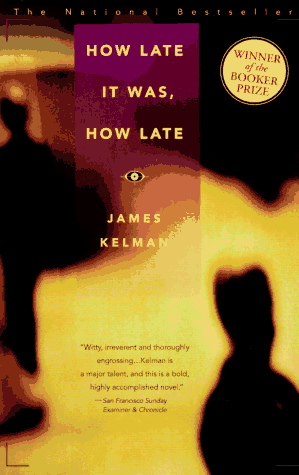 The National Bestseller
HOW LATE
IT WAS,
HOW LATE
WINNER
of the
BOOKER
PRIZE
JAMES
KELMAN
"Witty, irreverent and thoroughly
engrossing...Kelman is
a major talent, and this is a bold,
highly accomplished novel."
—San Francisco Sunday
Examiner & Chronicle